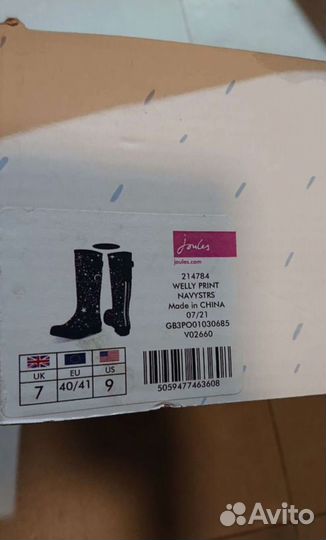 Joules
joules.com
214784
WELLY PRINT
NAVYSTRS
Made in CHINA
07/21
GB3PO01030685
V02660
UK EU US
7 40/41 9
5059477463608
Avito